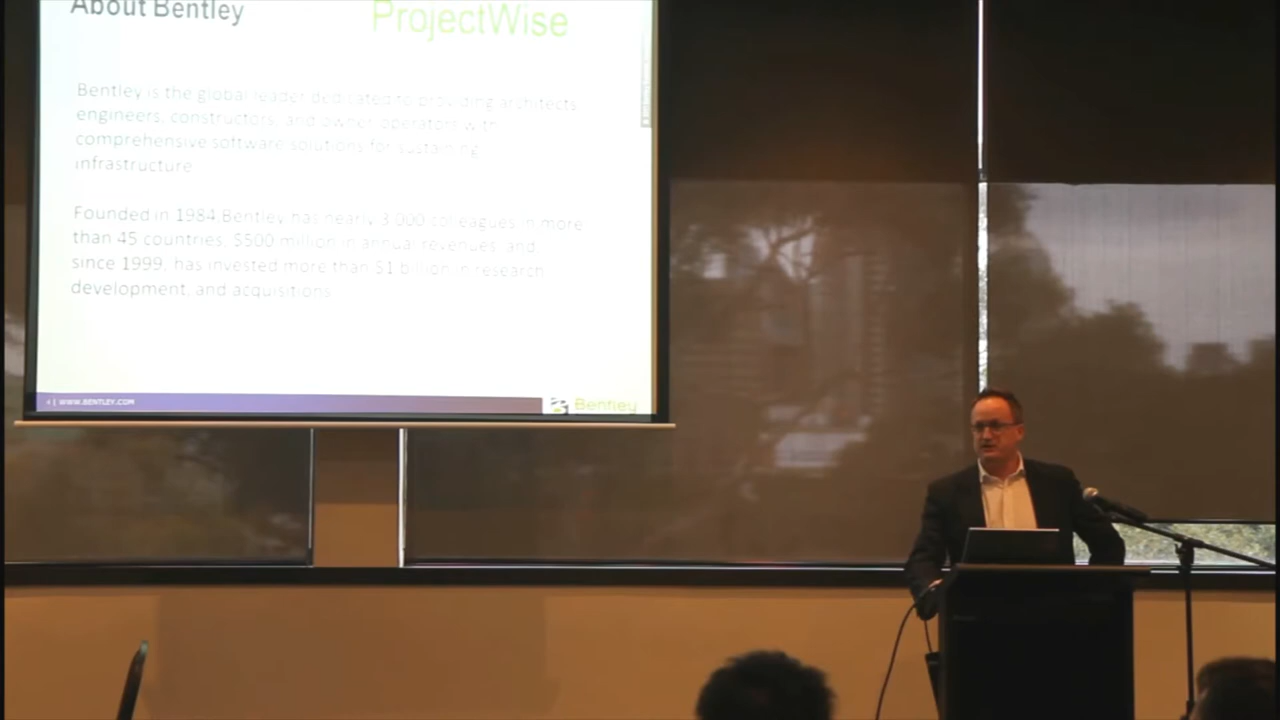 About Bentley
ProjectWise
Bentley is the global leader dedicated to providing architects
engineers, constructors, and owner operators with
comprehensive software solutions for sustaining
infrastructure
Founded in 1984 Bentley has nearly 3 000 colleagues in more
than 45 countries, $500 million in annual revenues, and
since 1999, has invested more than $1 billion in research
development, and acquisitions
4 | WWW.BENTLEY.COM
Bentley